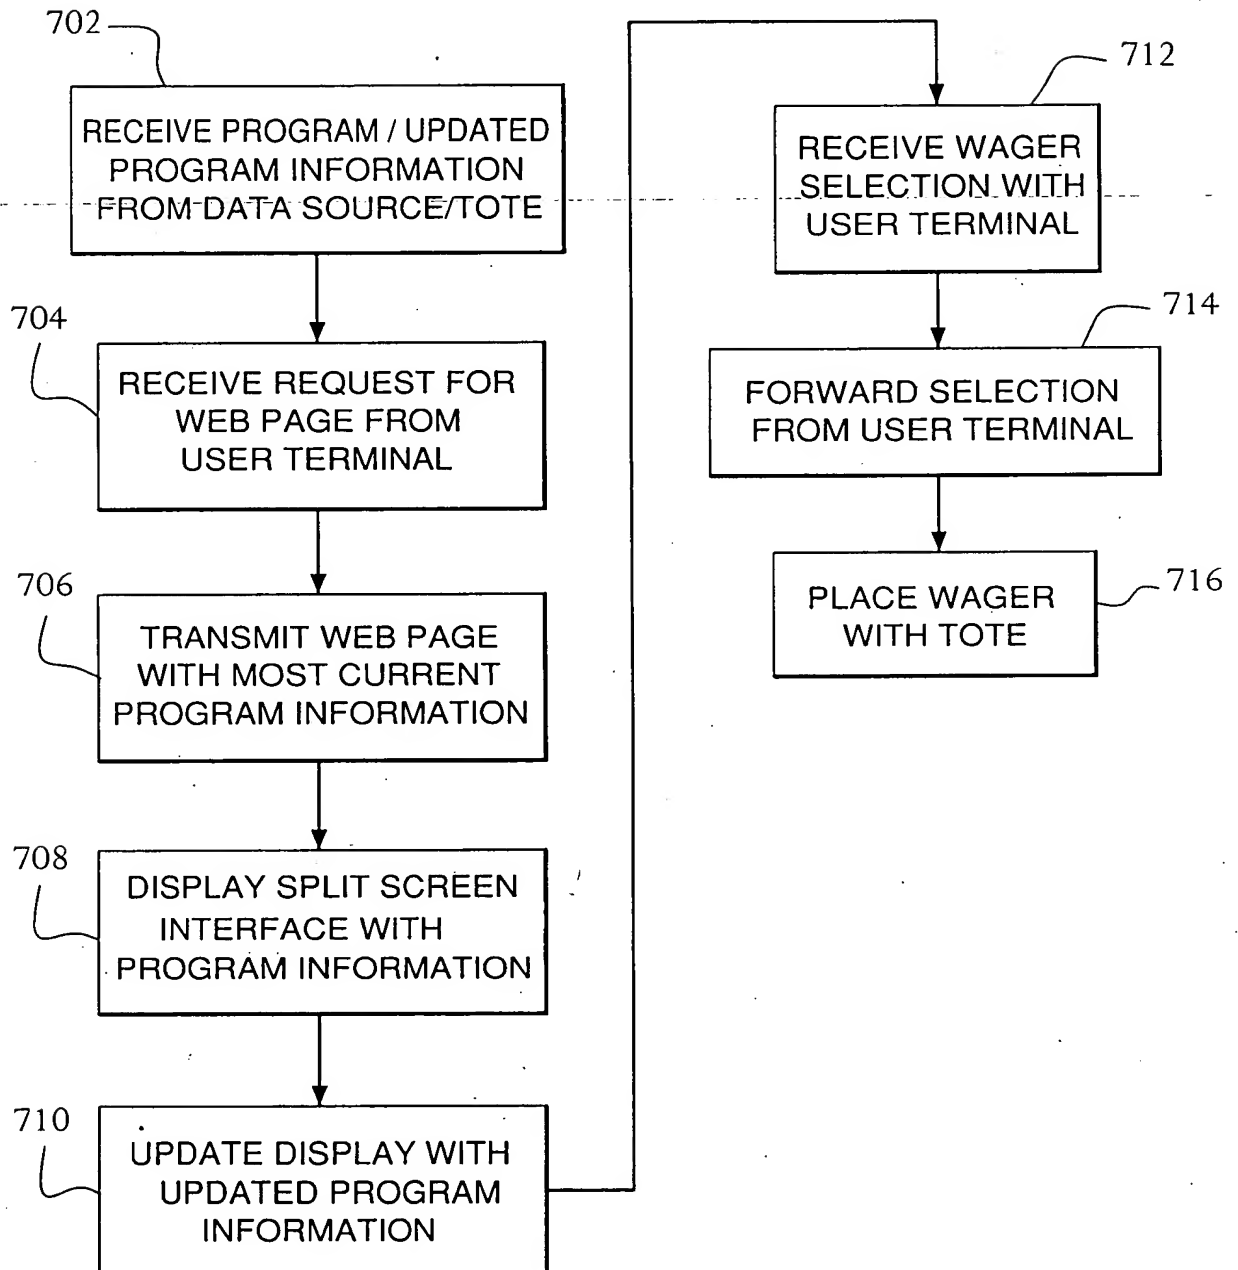 702
RECEIVE PROGRAM / UPDATED
PROGRAM INFORMATION
FROM DATA SOURCE/TOTE
704
RECEIVE REQUEST FOR
WEB PAGE FROM
USER TERMINAL
706
TRANSMIT WEB PAGE
WITH MOST CURRENT
PROGRAM INFORMATION
708
DISPLAY SPLIT SCREEN
INTERFACE WITH
PROGRAM INFORMATION
710
UPDATE DISPLAY WITH
UPDATED PROGRAM
INFORMATION
712
RECEIVE WAGER
SELECTION WITH
USER TERMINAL
714
FORWARD SELECTION
FROM USER TERMINAL
716
PLACE WAGER
WITH TOTE